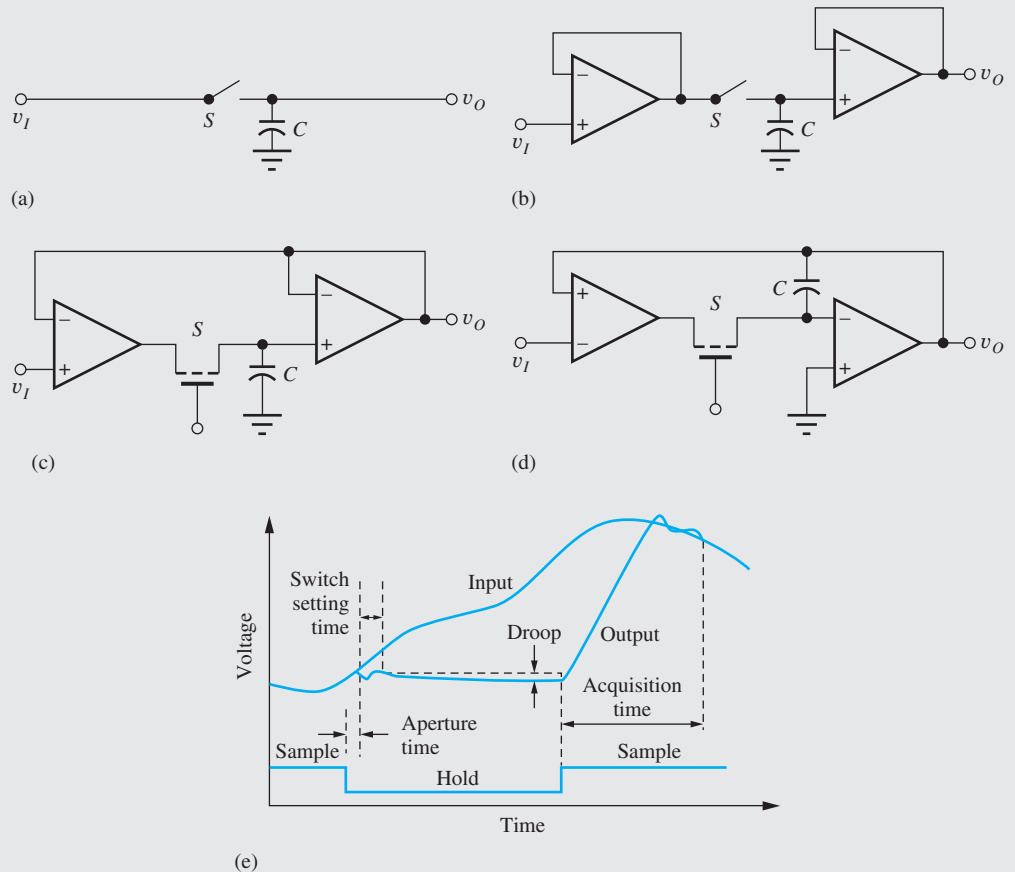 v_I
S
C
v_O
(a)
−
+
v_I
S
C
−
+
v_O
(b)
−
+
v_I
S
C
−
+
v_O
(c)
+
−
v_I
S
C
−
+
v_O
(d)
Voltage
Switch
setting
time
Input
Droop
Output
Acquisition
time
Aperture
time
Sample
Hold
Sample
Time
(e)